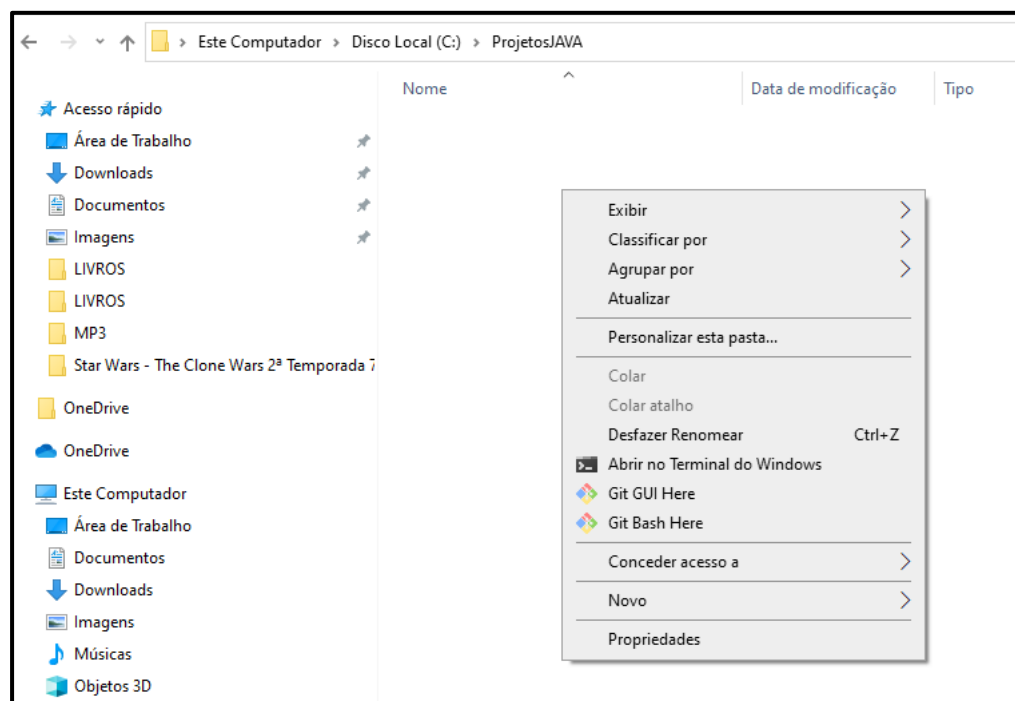 Este Computador > Disco Local (C:) > ProjetosJAVA
Nome
Data de modificação
Tipo
Acesso rápido
Área de Trabalho
Downloads
Documentos
Imagens
LIVROS
LIVROS
MP3
Star Wars - The Clone Wars 2ª Temporada 7
OneDrive
OneDrive
Este Computador
Área de Trabalho
Documentos
Downloads
Imagens
Músicas
Objetos 3D
Exibir
Classificar por
Agrupar por
Atualizar
Personalizar esta pasta...
Colar
Colar atalho
Desfazer Renomear Ctrl+Z
Abrir no Terminal do Windows
Git GUI Here
Git Bash Here
Conceder acesso a
Novo
Propriedades